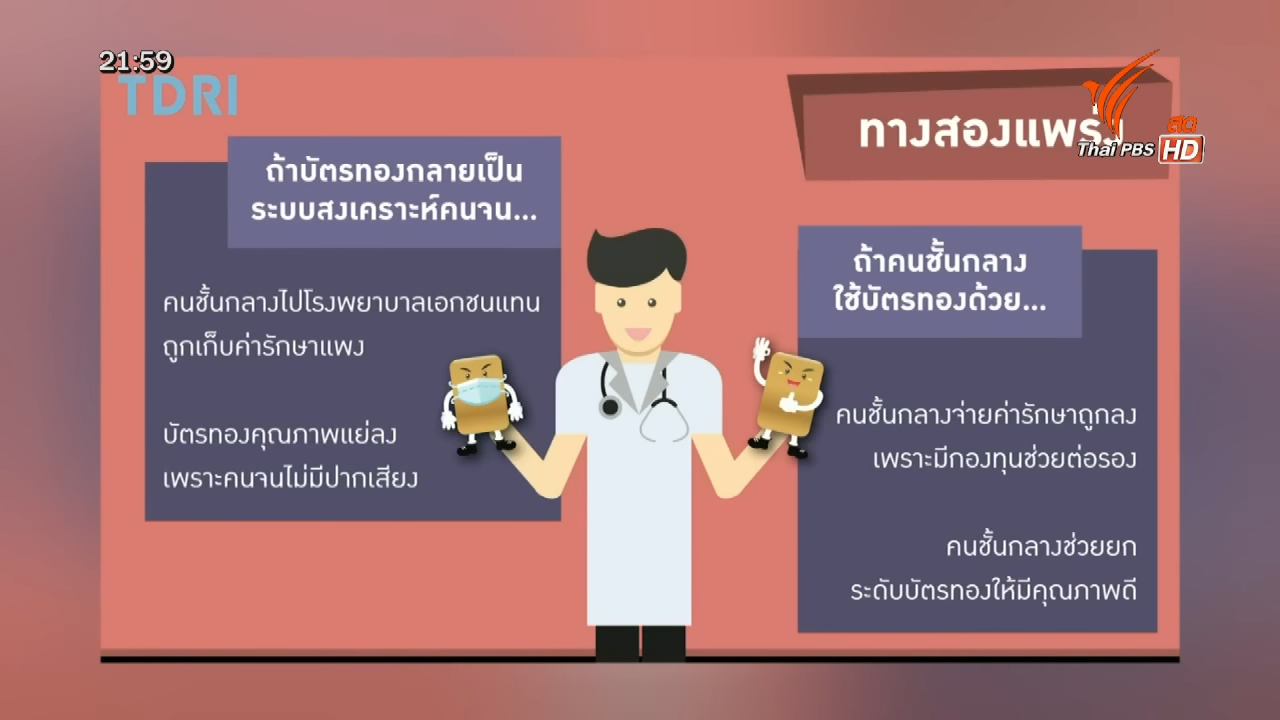 21:59
TDRI
ทางสองแพร่ง
สด
Thai PBS HD
ถ้าบัตรทองกลายเป็น
ระบบสงเคราะห์คนจน...
คนชั้นกลางไปโรงพยาบาลเอกชนแทน
ถูกเก็บค่ารักษาแพง
บัตรทองคุณภาพแย่ลง
เพราะคนจนไม่มีปากเสียง
ถ้าคนชั้นกลาง
ใช้บัตรทองด้วย...
คนชั้นกลางจ่ายค่ารักษาถูกลง
เพราะมีกองทุนช่วยต่อรอง
คนชั้นกลางช่วยยก
ระดับบัตรทองให้มีคุณภาพดี